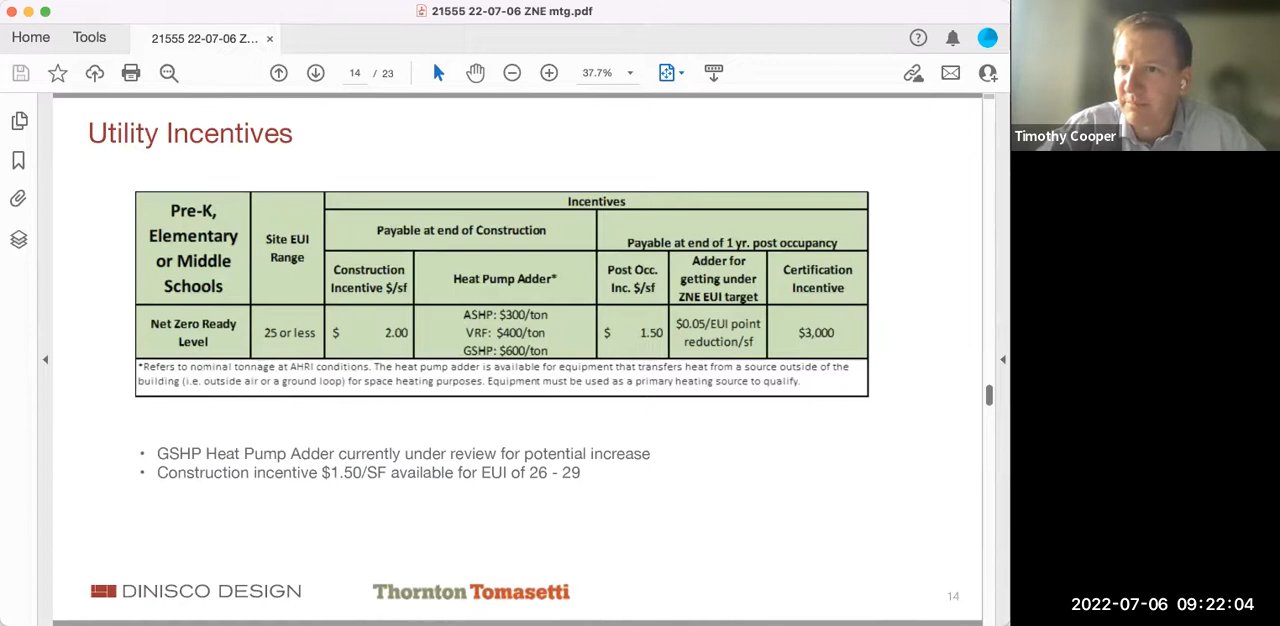 21555 22-07-06 ZNE mtg.pdf
Home Tools 21555 22-07-06 Z... ×
14 / 23 37.7%
Timothy Cooper
Utility Incentives
Pre-K,
Elementary
or Middle
Schools
Site EUI
Range
Incentives
Payable at end of Construction
Payable at end of 1 yr. post occupancy
Construction
Incentive $/sf
Heat Pump Adder*
Post Occ.
Inc. $/sf
Adder for
getting under
ZNE EUI target
Certification
Incentive
Net Zero Ready
Level
25 or less
$ 2.00
ASHP: $300/ton
VRF: $400/ton
GSHP: $600/ton
$ 1.50
$0.05/EUI point
reduction/sf
$3,000
*Refers to nominal tonnage at AHRI conditions. The heat pump adder is available for equipment that transfers heat from a source outside of the
building (i.e. outside air or a ground loop) for space heating purposes. Equipment must be used as a primary heating source to qualify.
• GSHP Heat Pump Adder currently under review for potential increase
• Construction incentive $1.50/SF available for EUI of 26 - 29
DINISCO DESIGN
Thornton Tomasetti
14
2022-07-06 09:22:04